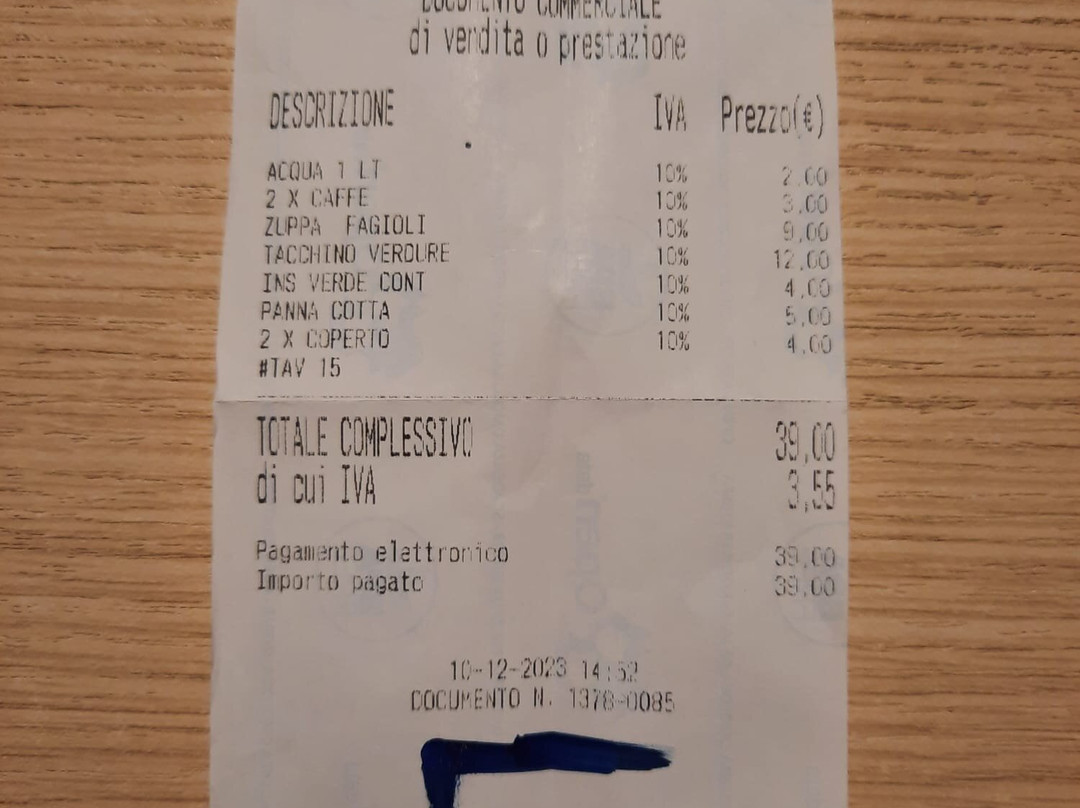 DOCUMENTO COMMERCIALE
di vendita o prestazione
DESCRIZIONE IVA Prezzo(€)
ACQUA 1 LT 10% 2,00
2 X CAFFE 10% 3,00
ZUPPA FAGIOLI 10% 9,00
TACCHINO VERDURE 10% 12,00
INS VERDE CONT 10% 4,00
PANNA COTTA 10% 5,00
2 X COPERTO 10% 4,00
#TAV 15
TOTALE COMPLESSIVO 39,00
di cui IVA 3,55
Pagamento elettronico 39,00
Importo pagato 39,00
10-12-2023 14:52
DOCUMENTO N. 1378-0085